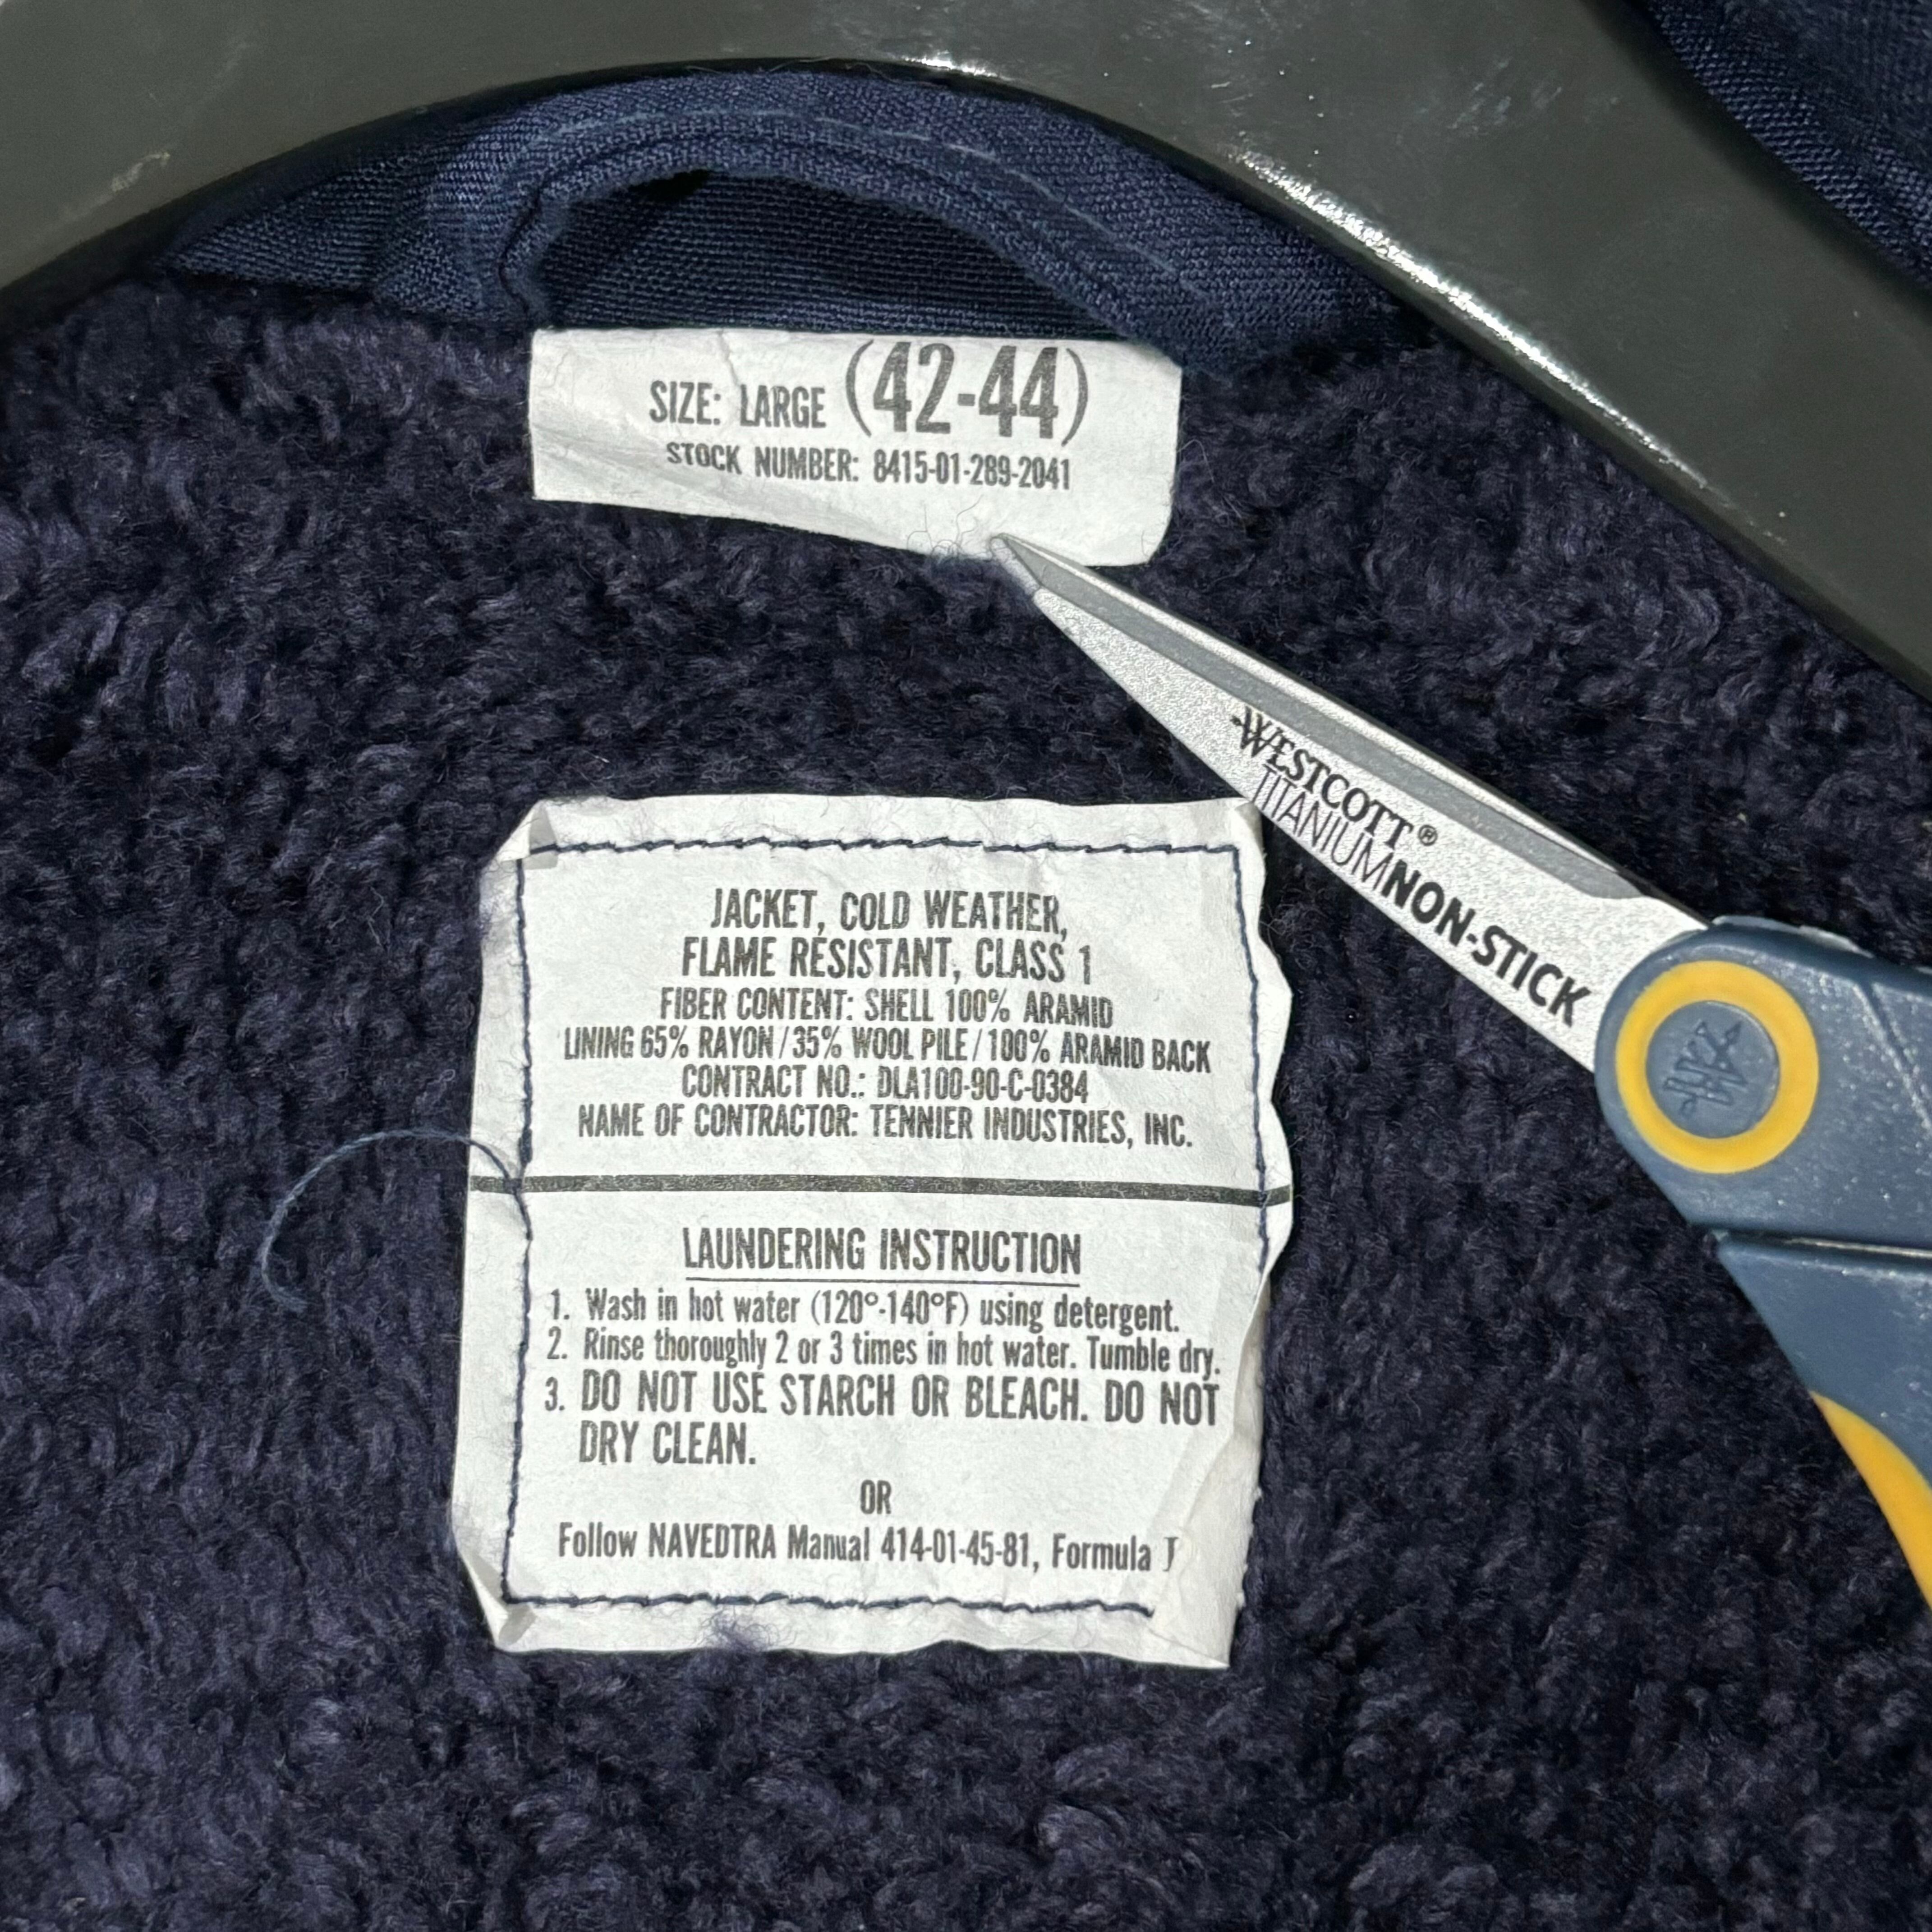 SIZE: LARGE (42-44)
STOCK NUMBER: 8415-01-289-2041
WESTCOTT®
TITANIUM NON-STICK
JACKET, COLD WEATHER,
FLAME RESISTANT, CLASS 1
FIBER CONTENT: SHELL 100% ARAMID
LINING 65% RAYON/35% WOOL PILE/100% ARAMID BACK
CONTRACT NO.: DLA100-90-C-0384
NAME OF CONTRACTOR: TENNIER INDUSTRIES, INC.
LAUNDERING INSTRUCTION
1. Wash in hot water (120°-140°F) using detergent.
2. Rinse thoroughly 2 or 3 times in hot water. Tumble dry.
3. DO NOT USE STARCH OR BLEACH. DO NOT
DRY CLEAN.
OR
Follow NAVEDTRA Manual 414-01-45-81, Formula J